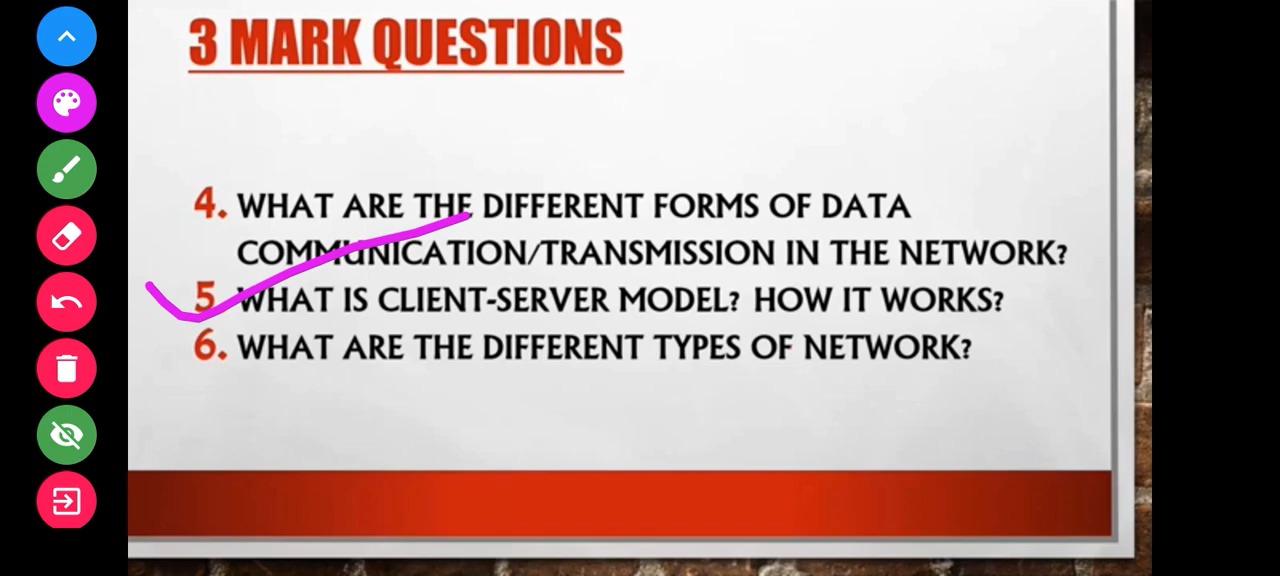 3 MARK QUESTIONS
4. WHAT ARE THE DIFFERENT FORMS OF DATA
COMMUNICATION/TRANSMISSION IN THE NETWORK?
5 WHAT IS CLIENT-SERVER MODEL? HOW IT WORKS?
6. WHAT ARE THE DIFFERENT TYPES OF NETWORK?